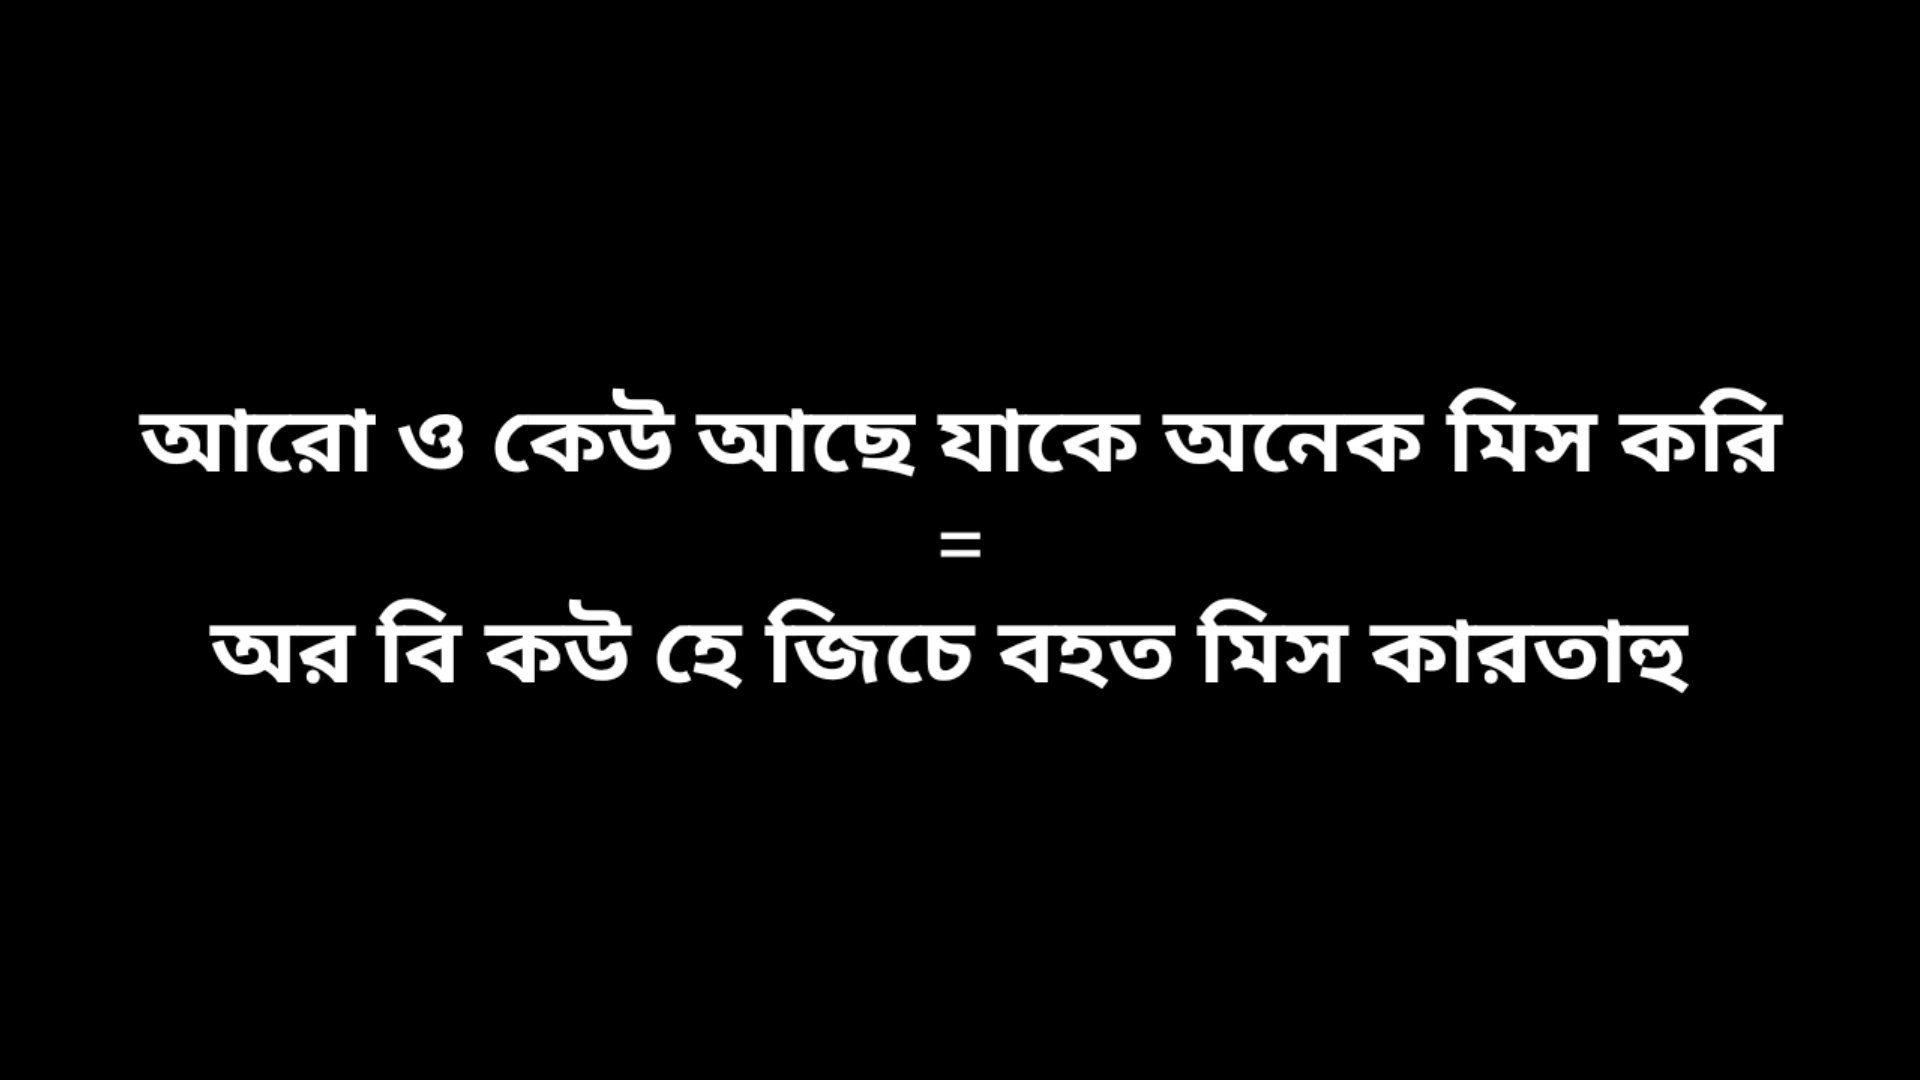 আরো ও কেউ আছে যাকে অনেক মিস করি
=
অর বি কউ হে জিচে বহত মিস কারতাহু